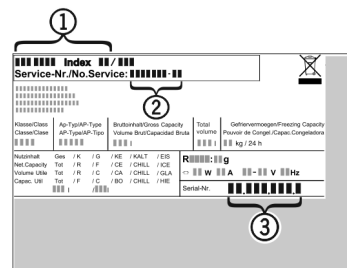 1
Index /
Service-Nr./No.Service: -
2
Klasse/Class Ap-Typ/AP-Type Bruttoinhalt/Gross Capacity Total Gefriervermoegen/Freezing Capacity
Classe/Clase AP-Type/AP-Tipo Volume Brut/Capacidad Bruta volume Pouvoir de Congel./Capac.Congeladora
l l kg / 24 h
Nutzinhalt Ges / K / G / KE / KALT / EIS
Net.Capacity Tot / R / F / CE / CHILL / ICE
Volume Utile Tot / R / C / CA / CHILL / GLA
Capac. Util Tot / F / C / BO / CHILL / HIE
l / l
R : g
W A - V Hz
Serial-Nr. , , ,
3